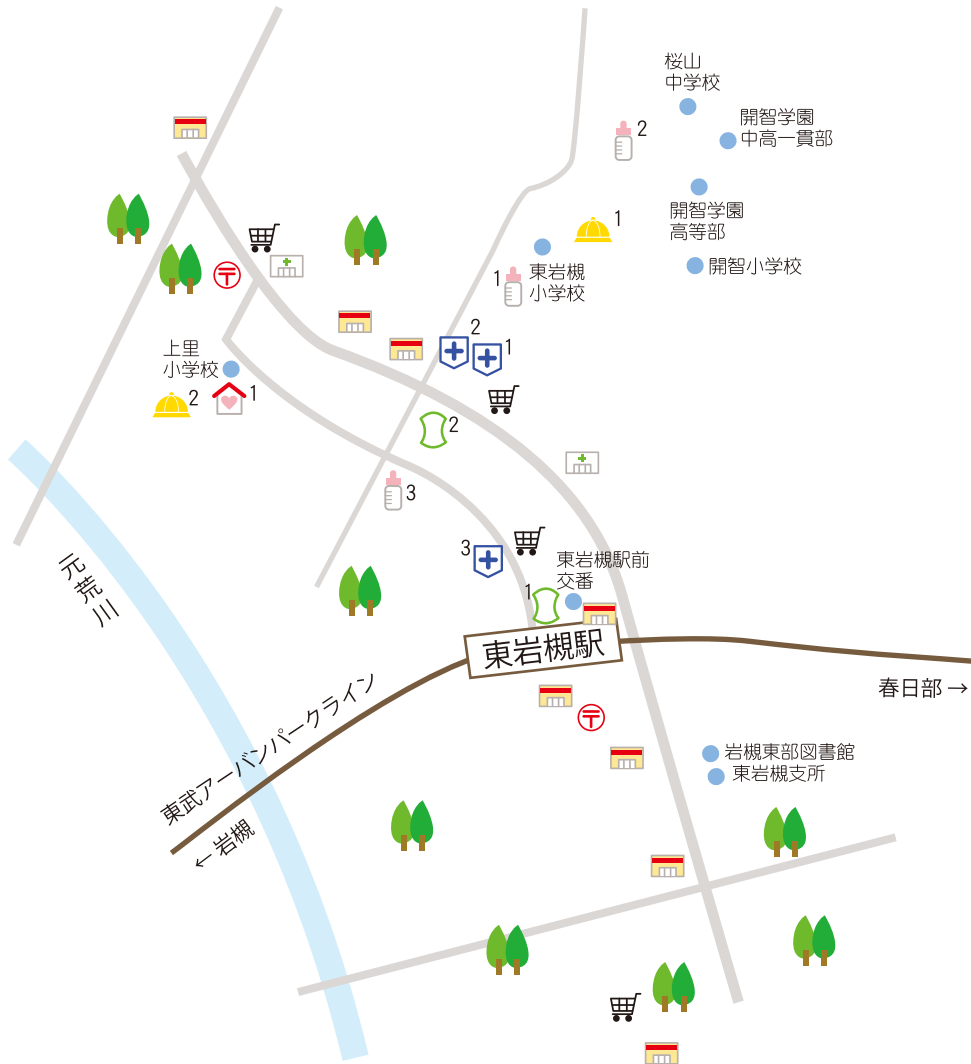 桜山
中学校
2
開智学園
中高一貫部
開智学園
高等部
1
東岩槻
小学校
開智小学校
1
2
1
上里
小学校
2
1
2
3
3
東岩槻駅前
交番
1
元荒川
東岩槻駅
春日部→
東武アーバンパークライン
←岩槻
岩槻東部図書館
東岩槻支所